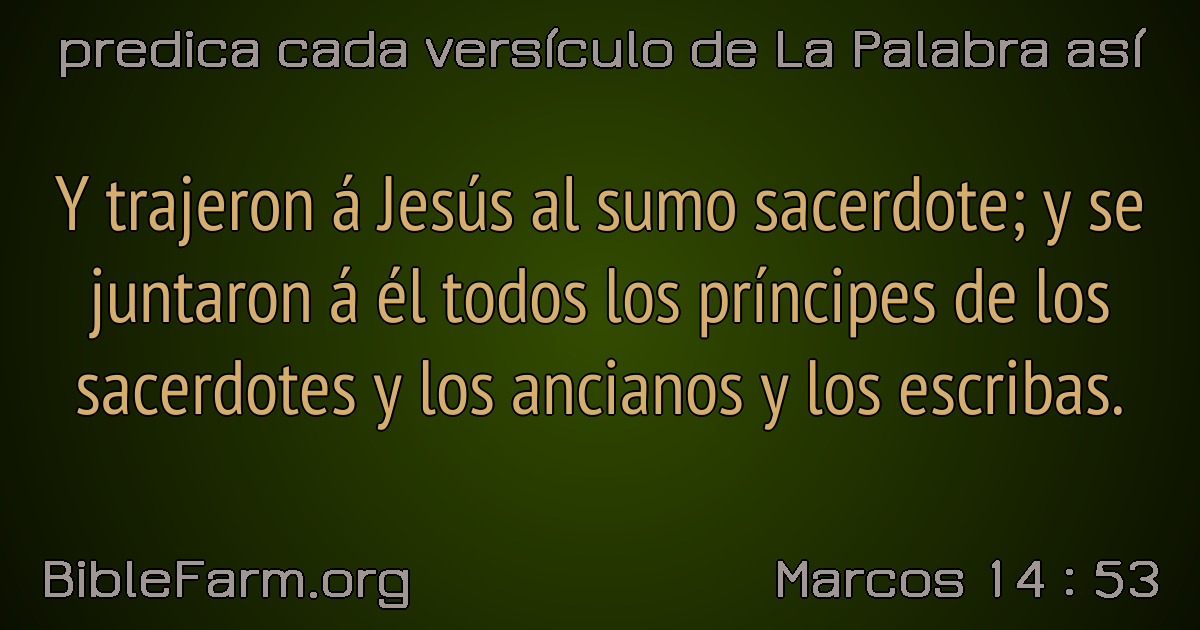 predica cada versículo de La Palabra así
Y trajeron á Jesús al sumo sacerdote; y se
juntaron á él todos los príncipes de los
sacerdotes y los ancianos y los escribas.
BibleFarm.org
Marcos 14 : 53